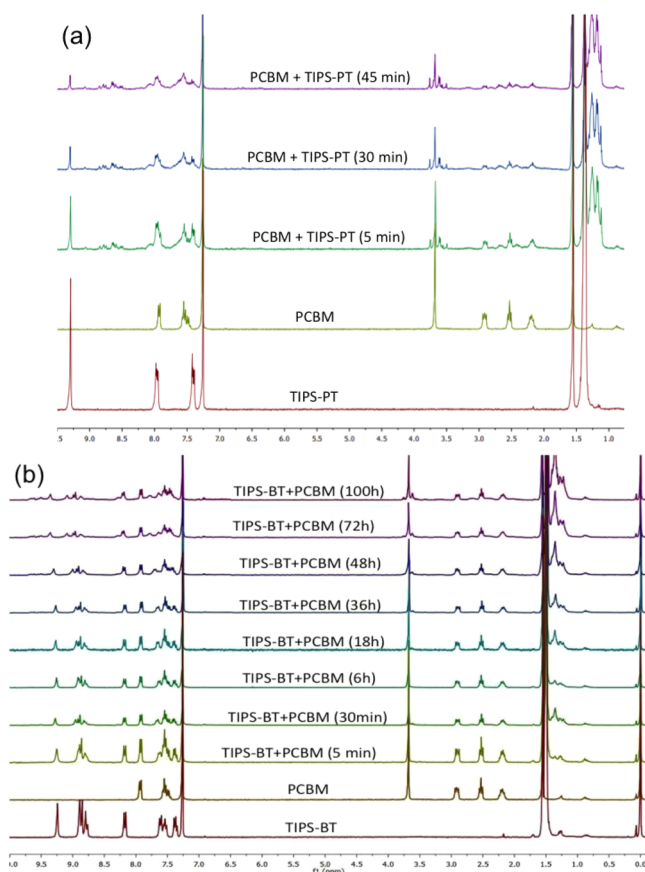 (a)
PCBM + TIPS-PT (45 min)
PCBM + TIPS-PT (30 min)
PCBM + TIPS-PT (5 min)
PCBM
TIPS-PT
9.5 9.0 8.5 8.0 7.5 7.0 6.5 6.0 5.5 5.0 4.5 4.0 3.5 3.0 2.5 2.0 1.5 1.0
(b)
TIPS-BT+PCBM (100h)
TIPS-BT+PCBM (72h)
TIPS-BT+PCBM (48h)
TIPS-BT+PCBM (36h)
TIPS-BT+PCBM (18h)
TIPS-BT+PCBM (6h)
TIPS-BT+PCBM (30min)
TIPS-BT+PCBM (5 min)
PCBM
TIPS-BT
9.5 9.0 8.5 8.0 7.5 7.0 6.5 6.0 5.5 5.0 4.5 4.0 3.5 3.0 2.5 2.0 1.5 1.0 0.5 0.